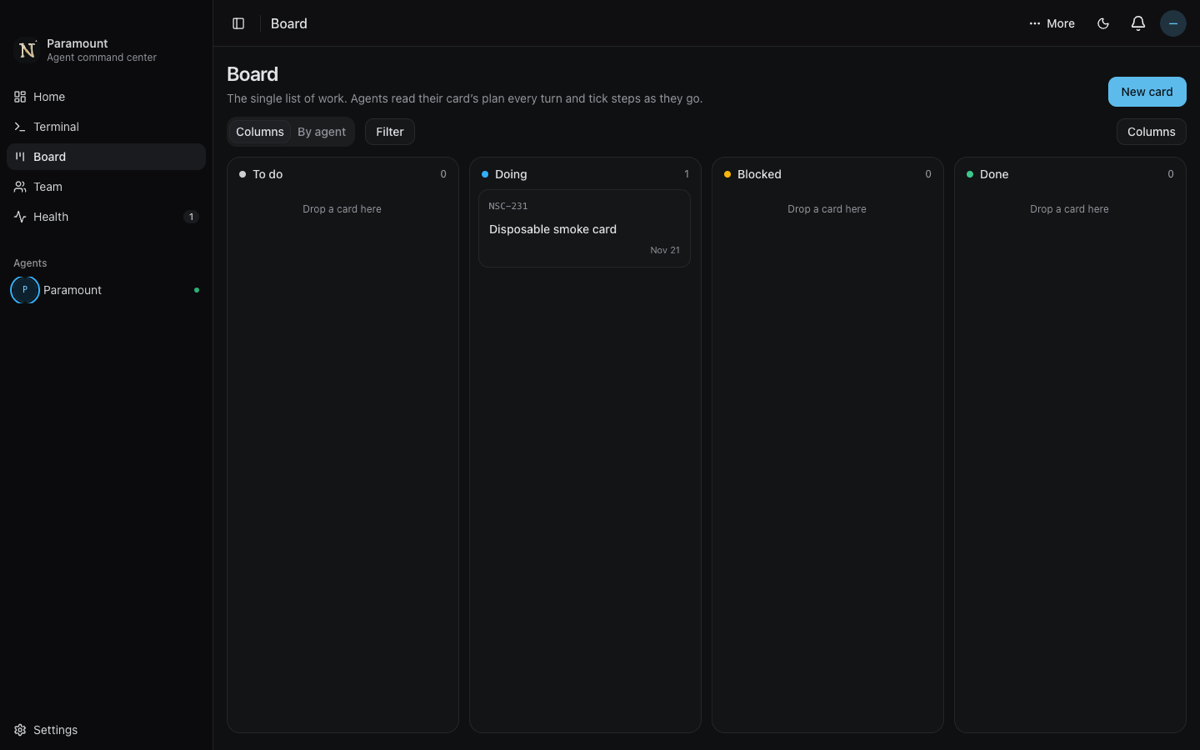 N
Paramount
Agent command center
Home
Terminal
Board
Team
Health 1
Agents
P Paramount
Settings
Board
More
Board
The single list of work. Agents read their card's plan every turn and tick steps as they go.
New card
Columns By agent Filter
Columns
To do 0
Drop a card here
Doing 1
NSC-231
Disposable smoke card
Nov 21
Blocked 0
Drop a card here
Done 0
Drop a card here